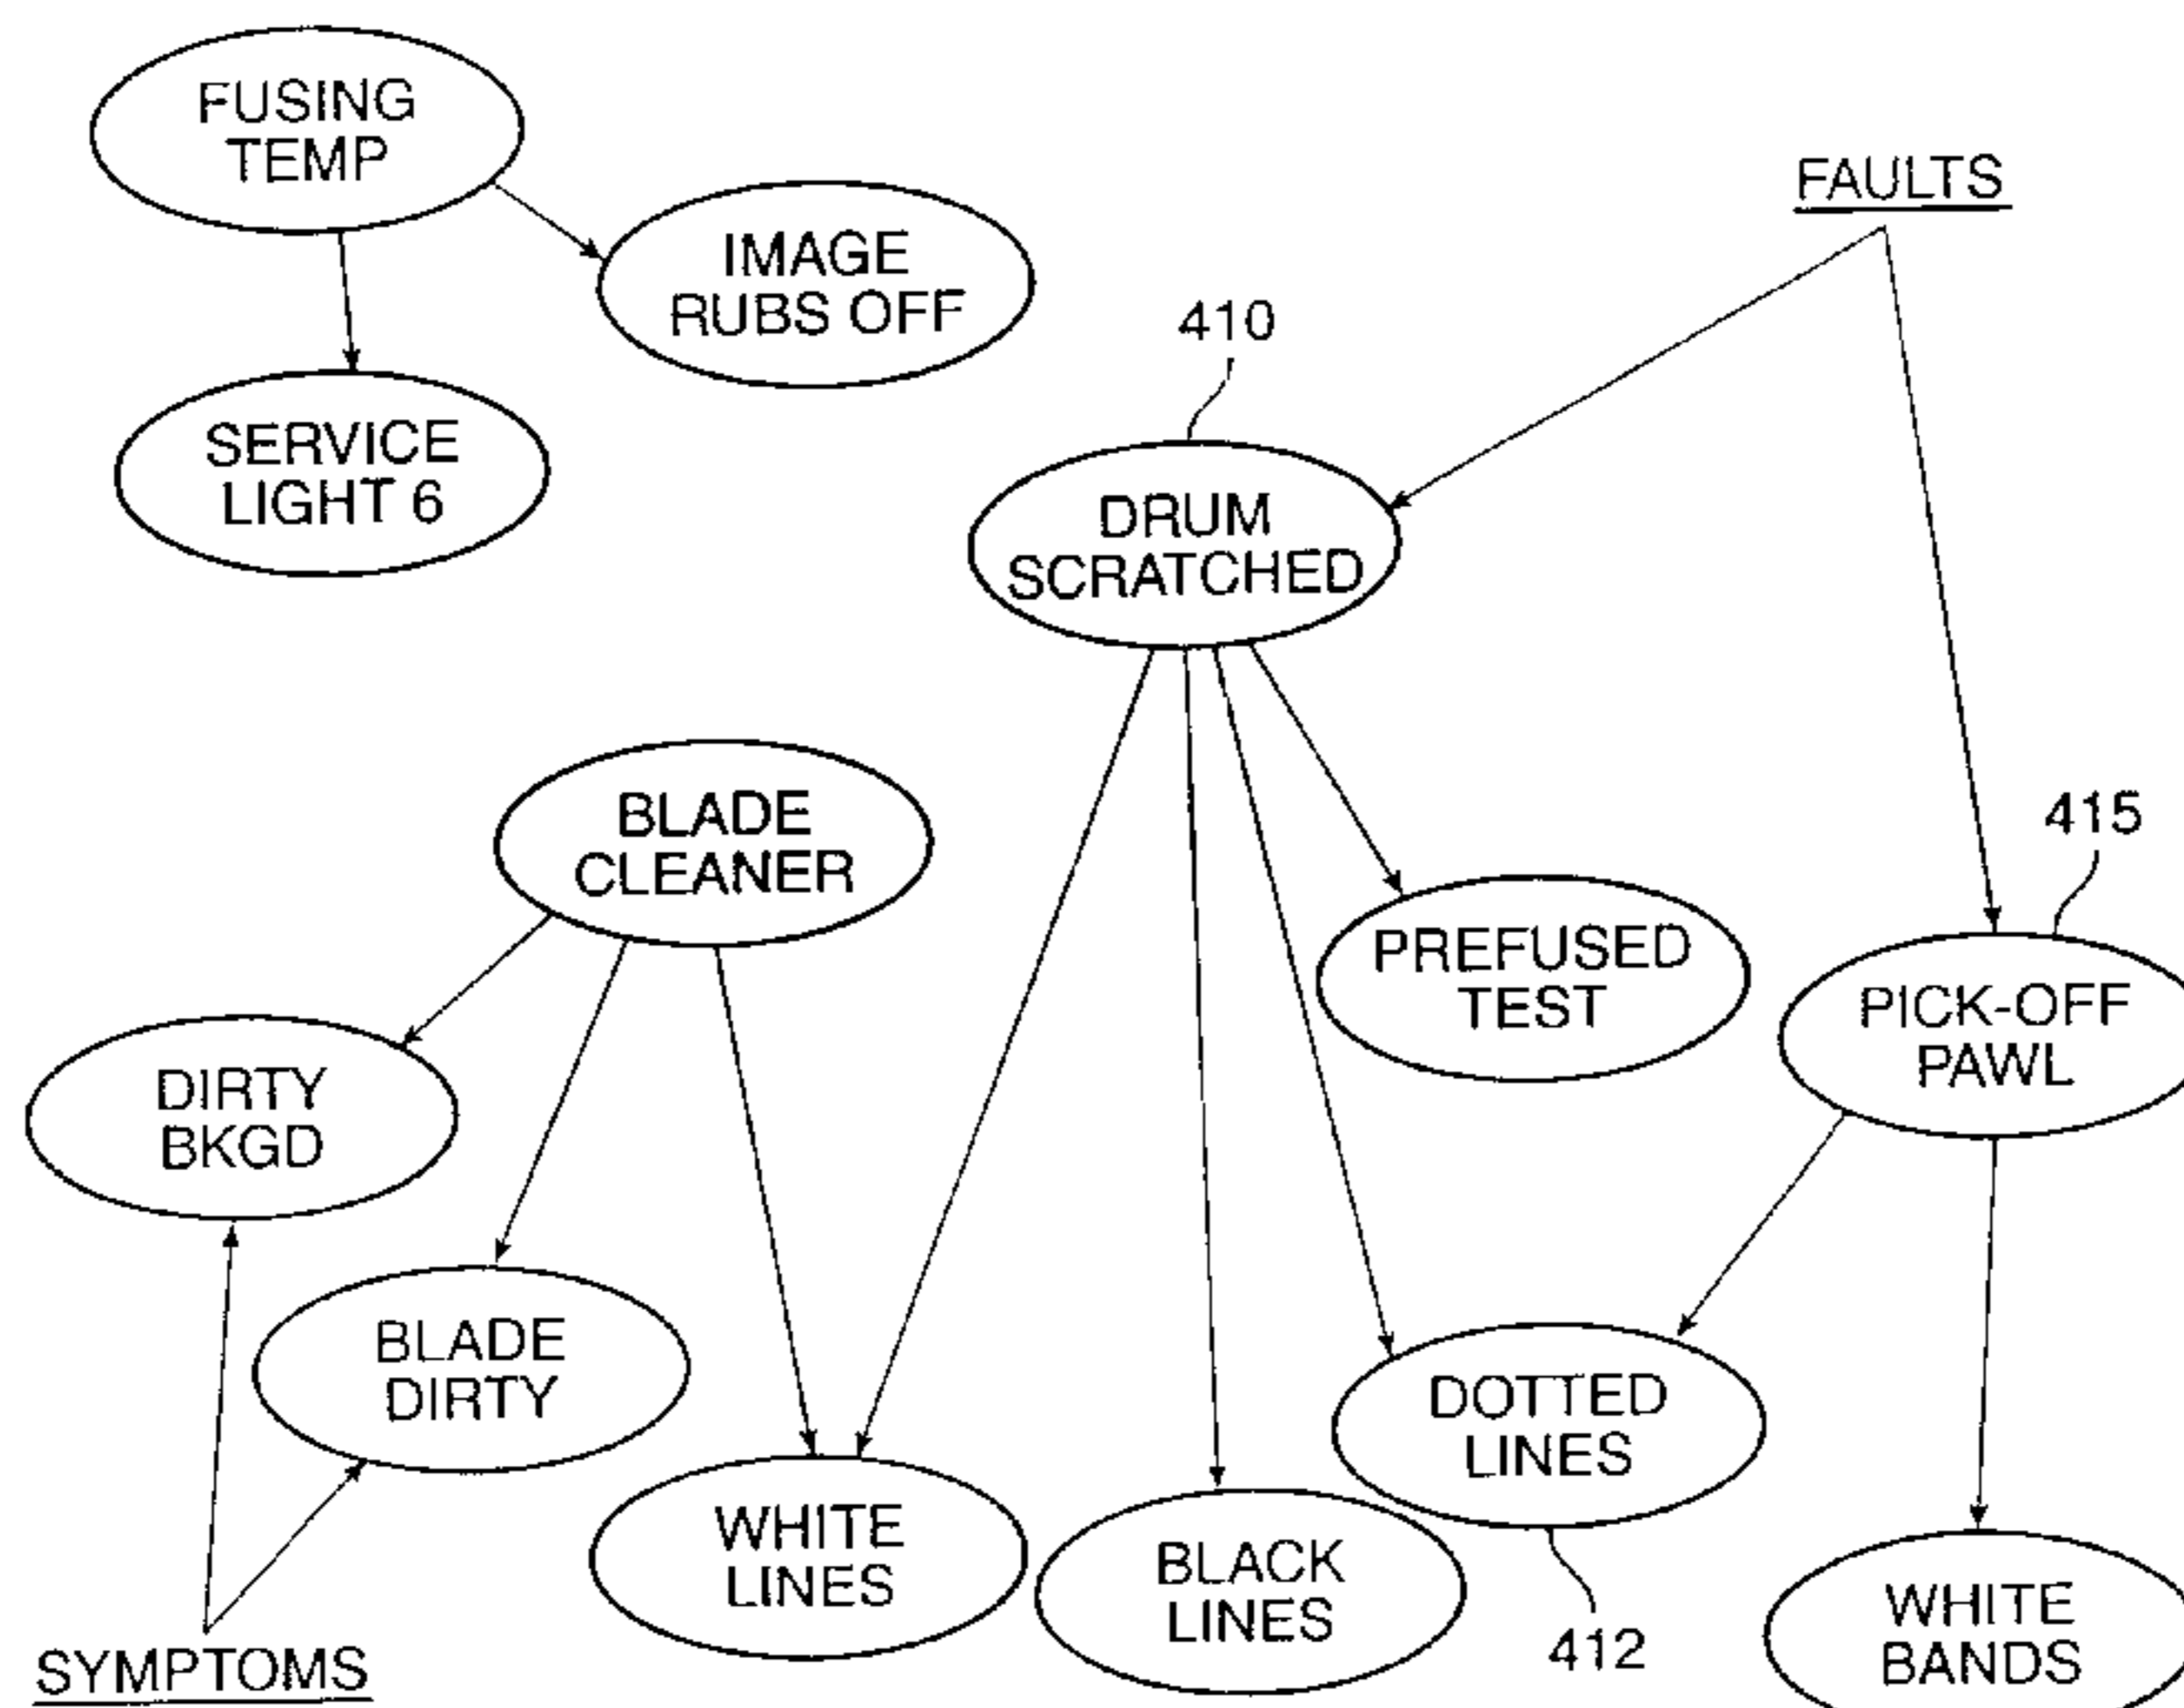 FUSING
TEMP
FAULTS
IMAGE
RUBS OFF
410
SERVICE
LIGHT 6
DRUM
SCRATCHED
BLADE
CLEANER
415
PREFUSED
TEST
PICK-OFF
PAWL
DIRTY
BKGD
BLADE
DIRTY
DOTTED
LINES
WHITE
LINES
BLACK
LINES
412
WHITE
BANDS
SYMPTOMS